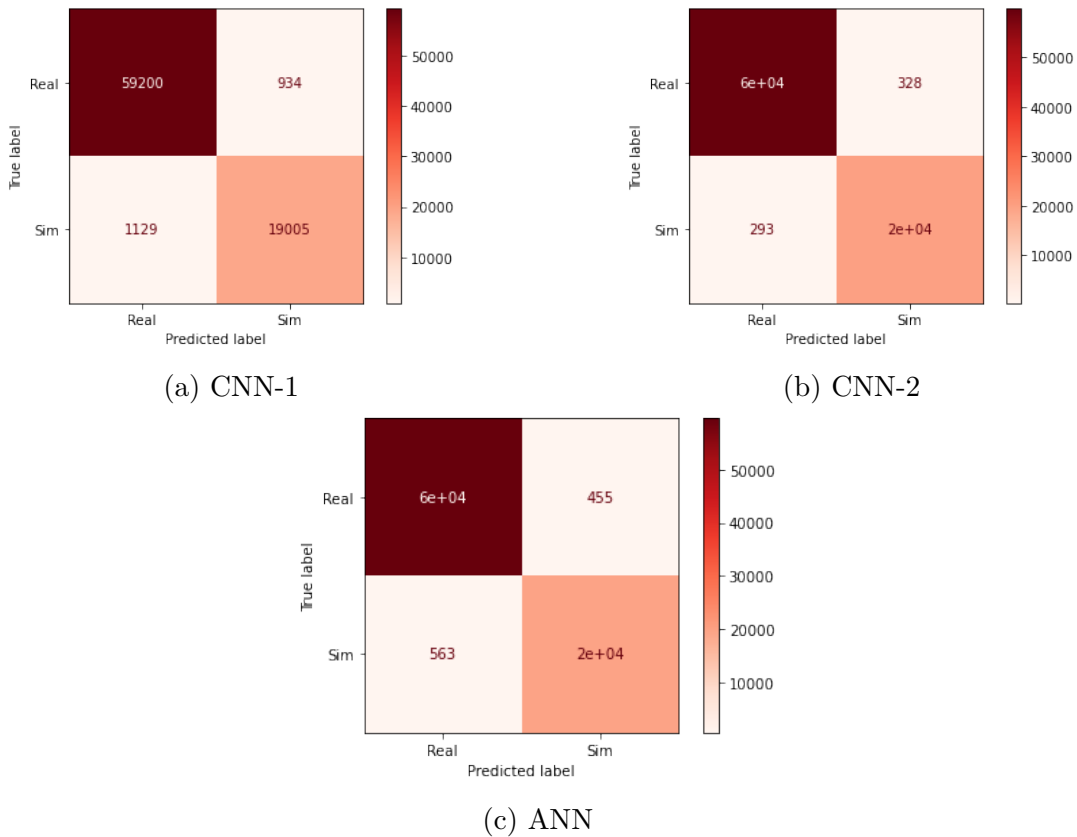 Real
59200
934
Sim
1129
19005
True label
Real
Sim
Predicted label
50000
40000
30000
20000
10000
(a) CNN-1
Real
6e+04
328
Sim
293
2e+04
True label
Real
Sim
Predicted label
50000
40000
30000
20000
10000
(b) CNN-2
Real
6e+04
455
Sim
563
2e+04
True label
Real
Sim
Predicted label
50000
40000
30000
20000
10000
(c) ANN